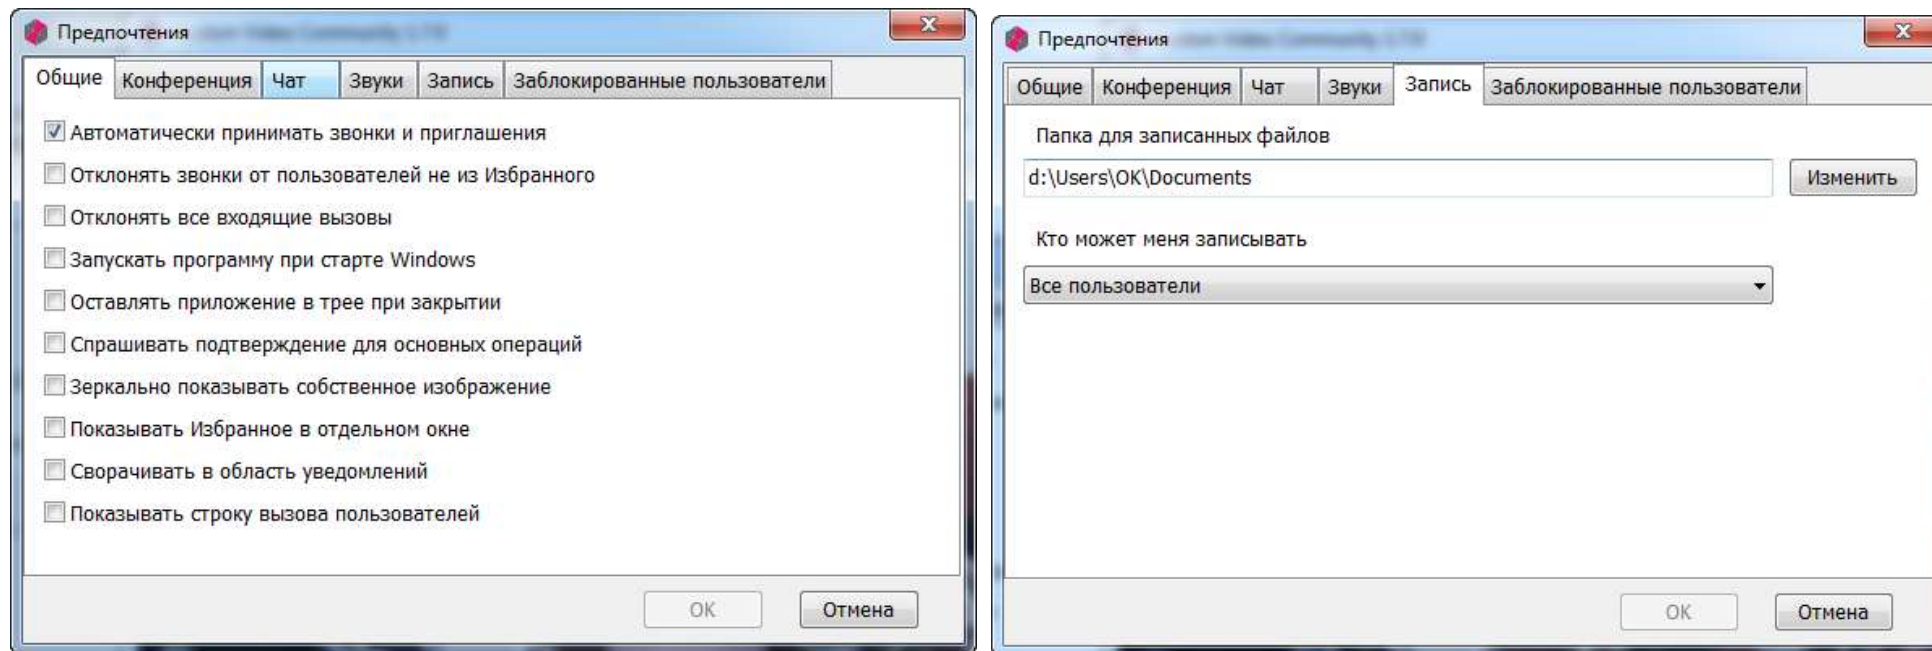 Предпочтения
Общие Конференция Чат Звуки Запись Заблокированные пользователи
Автоматически принимать звонки и приглашения
Отклонять звонки от пользователей не из Избранного
Отклонять все входящие вызовы
Запускать программу при старте Windows
Оставлять приложение в трее при закрытии
Спрашивать подтверждение для основных операций
Зеркально показывать собственное изображение
Показывать Избранное в отдельном окне
Сворачивать в область уведомлений
Показывать строку вызова пользователей
OK Отмена
Предпочтения
Общие Конференция Чат Звуки Запись Заблокированные пользователи
Папка для записанных файлов
d:\Users\OK\Documents Изменить
Кто может меня записывать
Все пользователи
OK Отмена